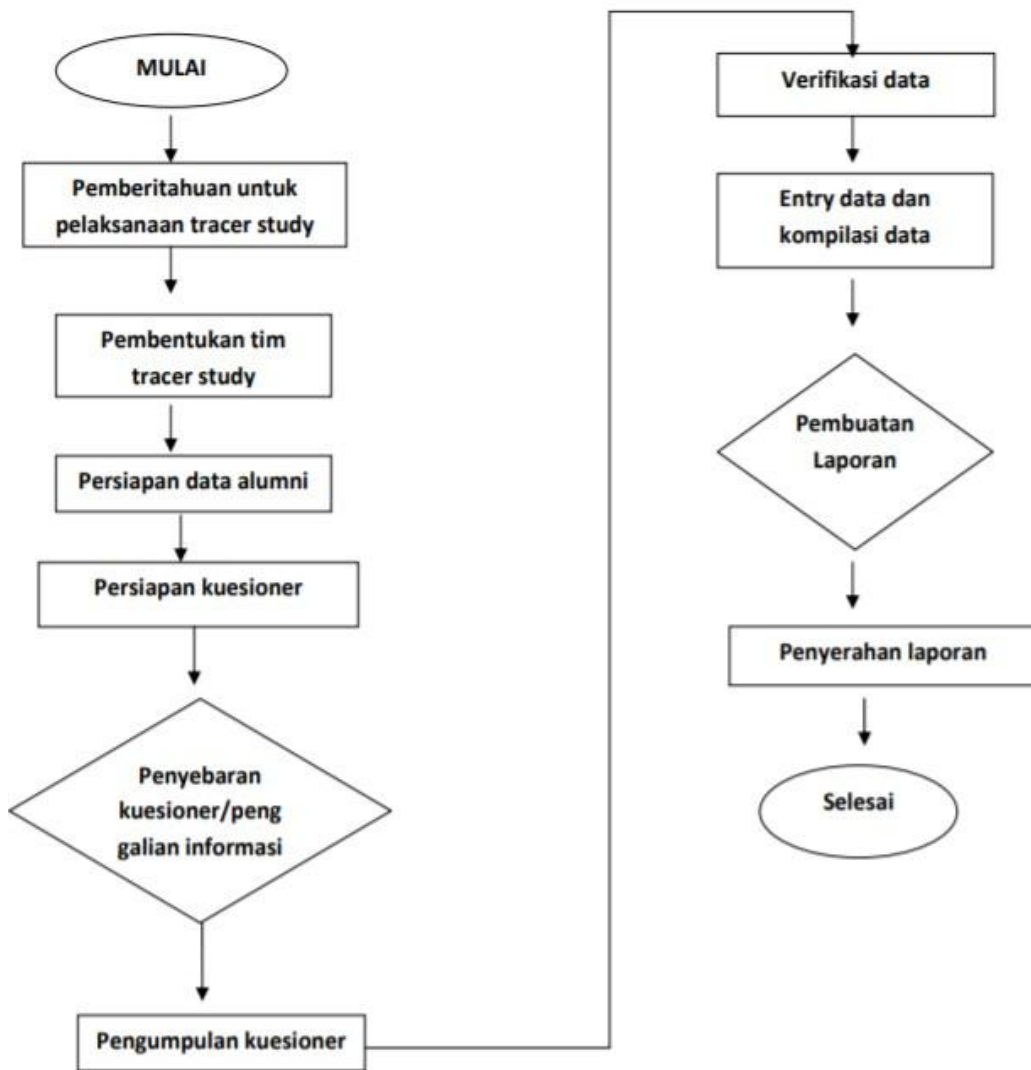 MULAI
Pemberitahuan untuk
pelaksanaan tracer study
Pembentukan tim
tracer study
Persiapan data alumni
Persiapan kuesioner
Penyebaran
kuesioner/peng
galian informasi
Pengumpulan kuesioner
Verifikasi data
Entry data dan
kompilasi data
Pembuatan
Laporan
Penyerahan laporan
Selesai